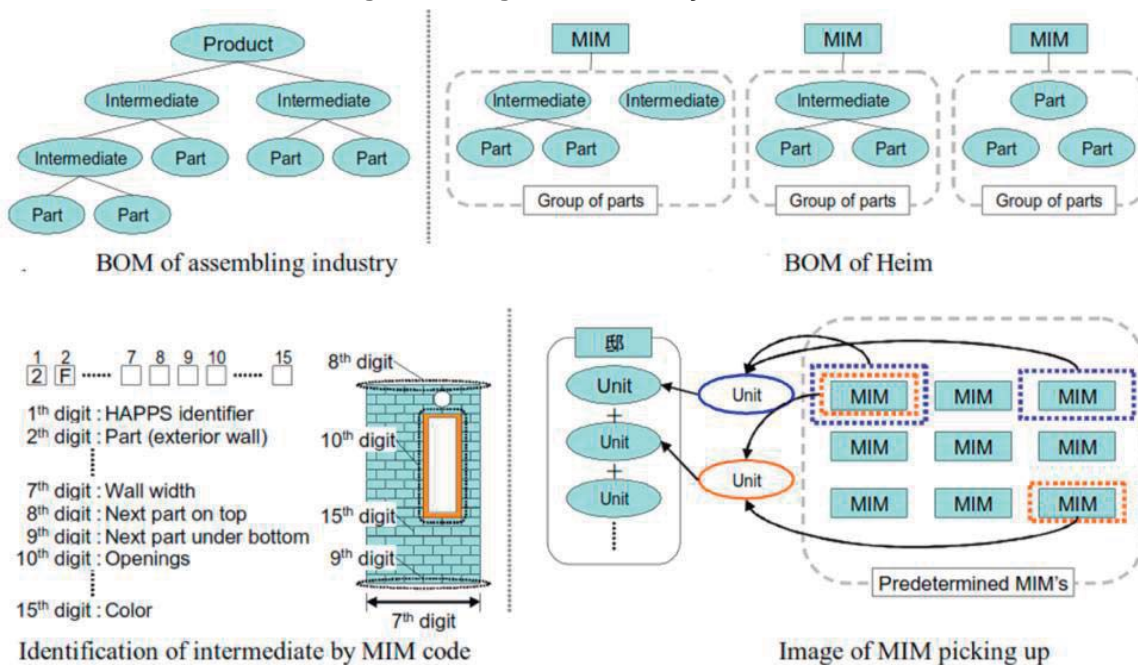 Product
Intermediate Intermediate
Intermediate Part Part Part
Part Part
BOM of assembling industry
MIM MIM MIM
Intermediate Intermediate Intermediate Part
Part Part Part Part Part Part
Group of parts Group of parts Group of parts
BOM of Heim
1 2 7 8 9 10 15
2 F ...... ......
1th digit : HAPPS identifier
2th digit : Part (exterior wall)
7th digit : Wall width
8th digit : Next part on top
9th digit : Next part under bottom
10th digit : Openings
15th digit : Color
8th digit
10th digit
15th digit
9th digit
7th digit
Identification of intermediate by MIM code
邸
Unit
+
Unit
+
Unit
Unit
Unit
MIM MIM MIM
MIM MIM MIM
MIM MIM MIM
Predetermined MIM's
Image of MIM picking up